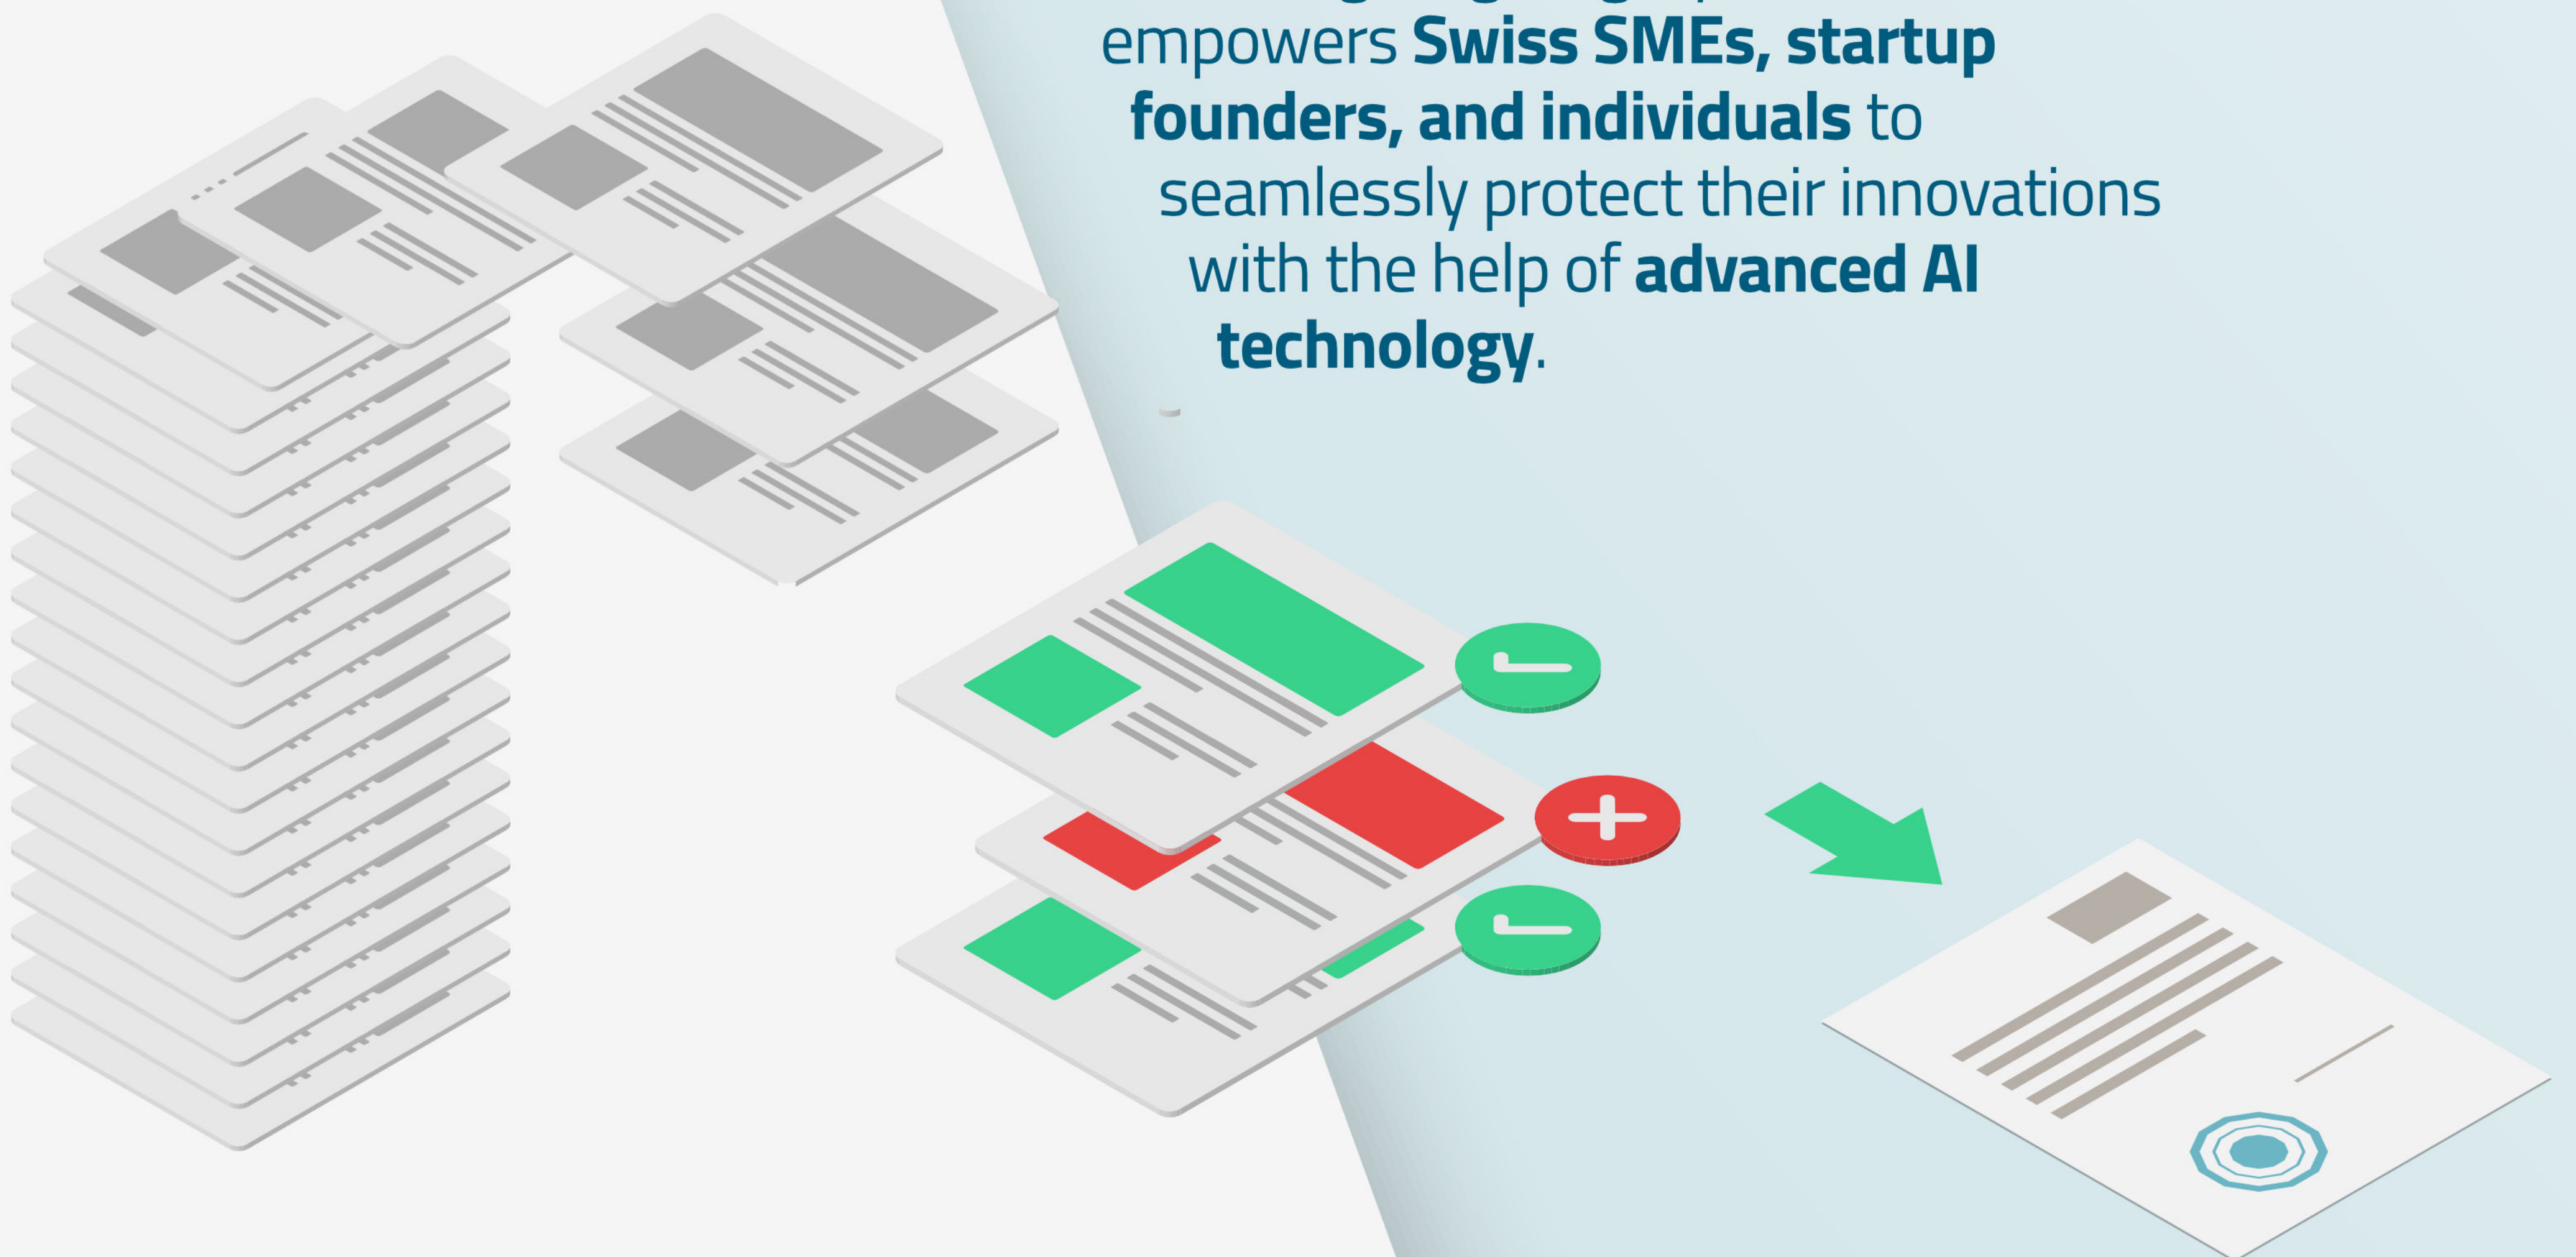 empowers Swiss SMEs, startup
founders, and individuals to
seamlessly protect their innovations
with the help of advanced AI
technology.